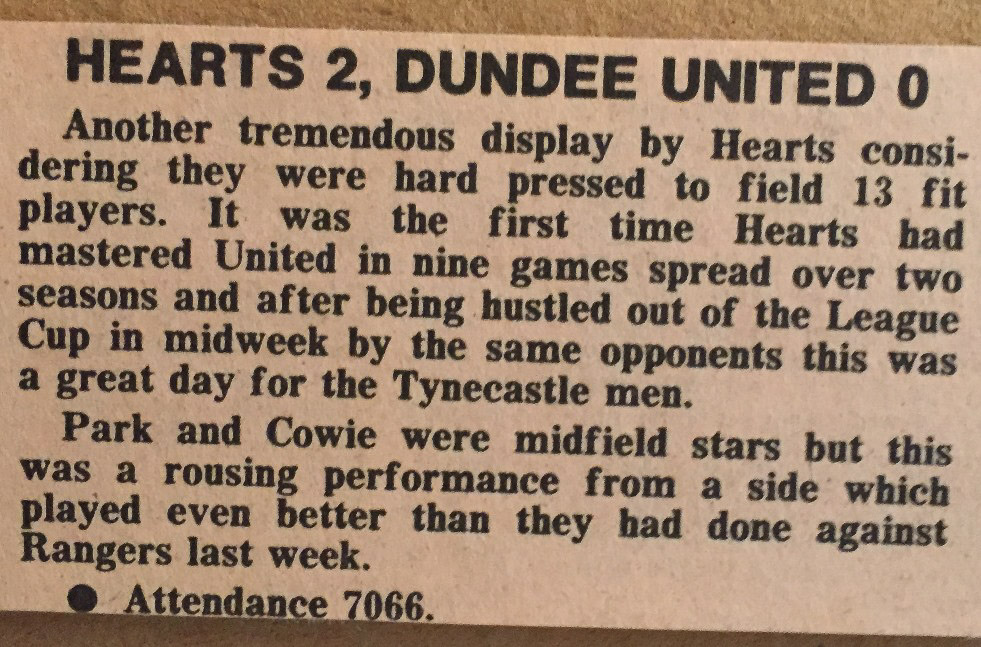 HEARTS 2, DUNDEE UNITED 0
Another tremendous display by Hearts consi-
dering they were hard pressed to field 13 fit
players. It was the first time Hearts had
mastered United in nine games spread over two
seasons and after being hustled out of the League
Cup in midweek by the same opponents this was
a great day for the Tynecastle men.
Park and Cowie were midfield stars but this
was a rousing performance from a side which
played even better than they had done against
Rangers last week.
● Attendance 7066.